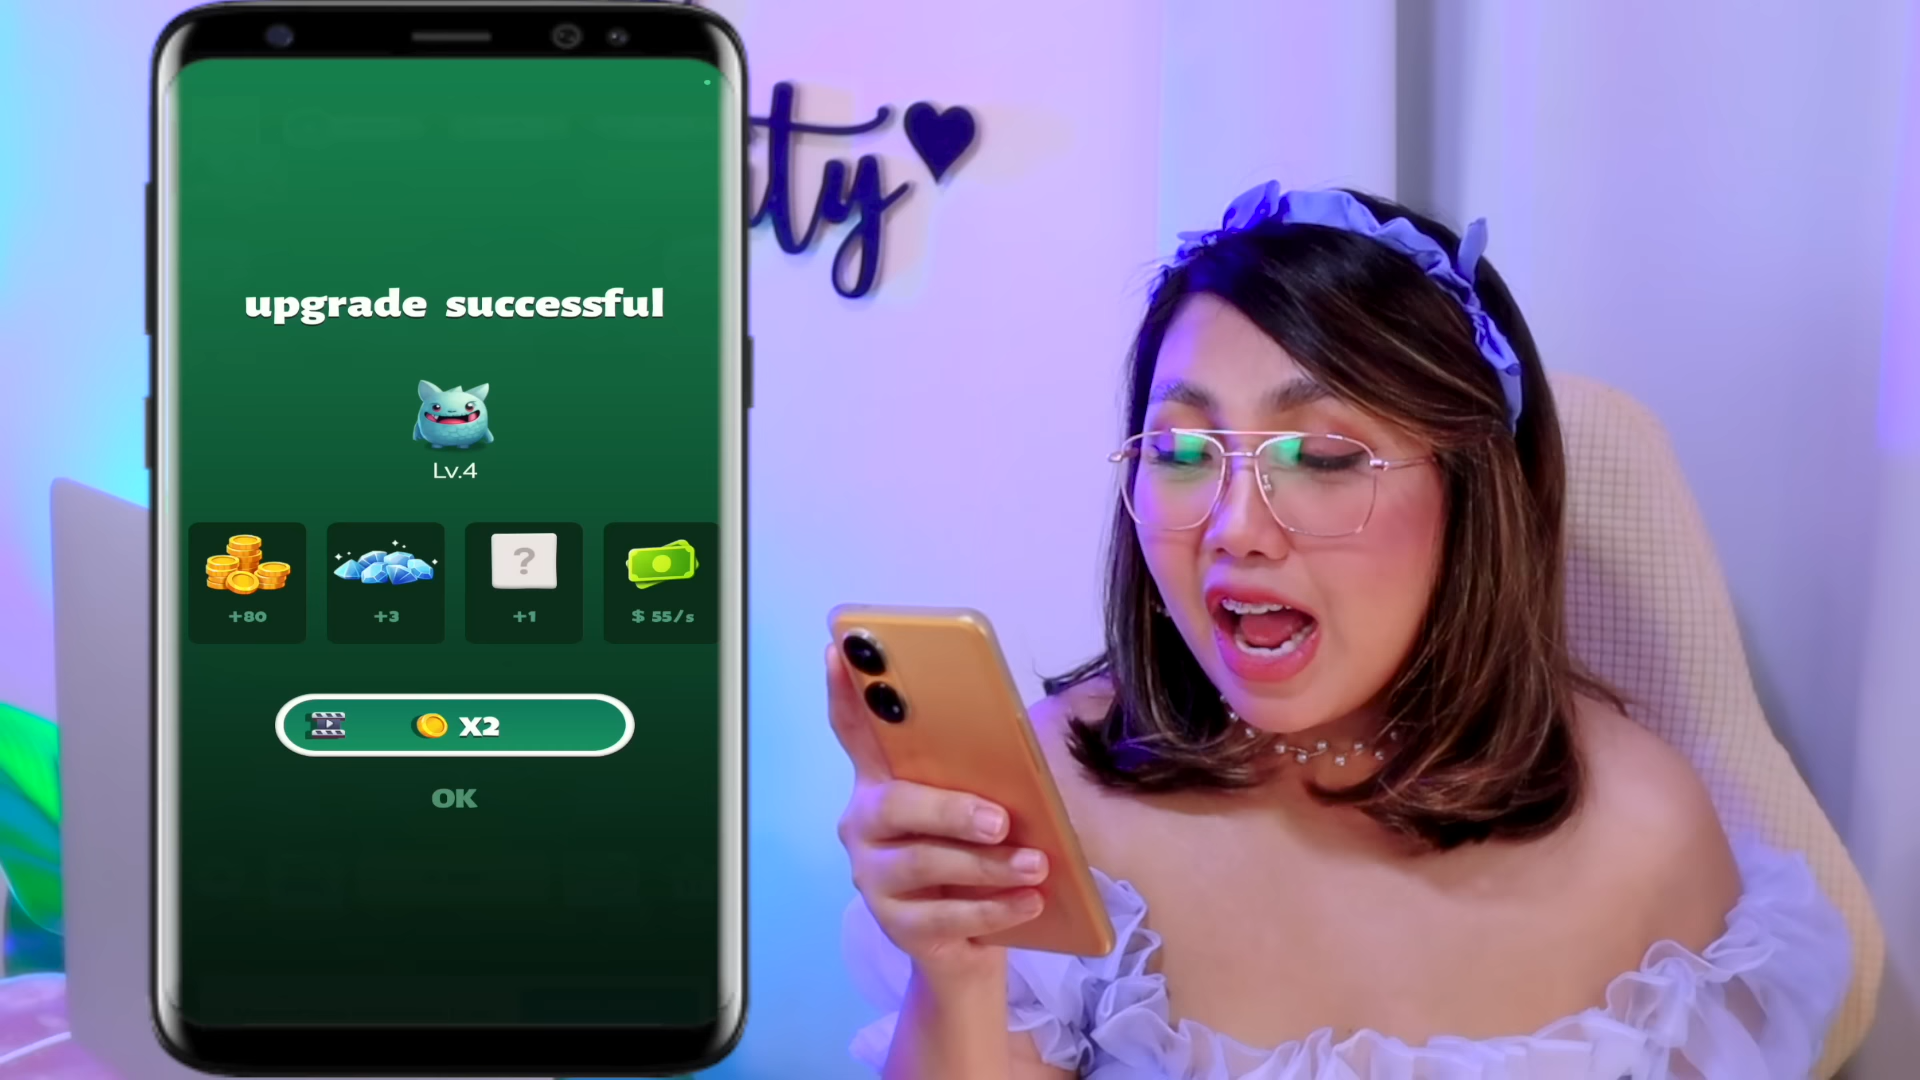 ty
upgrade successful
Lv.4
?
+80
+3
+1
$ 55/s
X2
OK